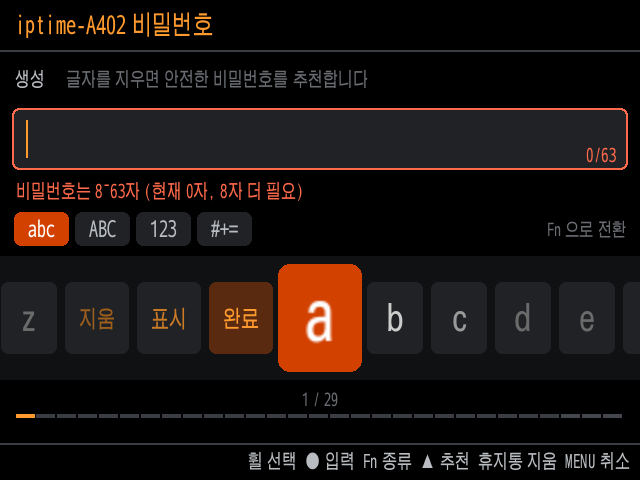 iptime-A402 비밀번호
생성 글자를 지우면 안전한 비밀번호를 추천합니다
0/63
비밀번호는 8~63자 (현재 0자, 8자 더 필요)
abc ABC 123 #+= Fn 으로 전환
z 지움 표시 완료 a b c d e
1 / 29
휠 선택 ● 입력 Fn 종료 ▲ 추천 휴지통 지움 MENU 취소